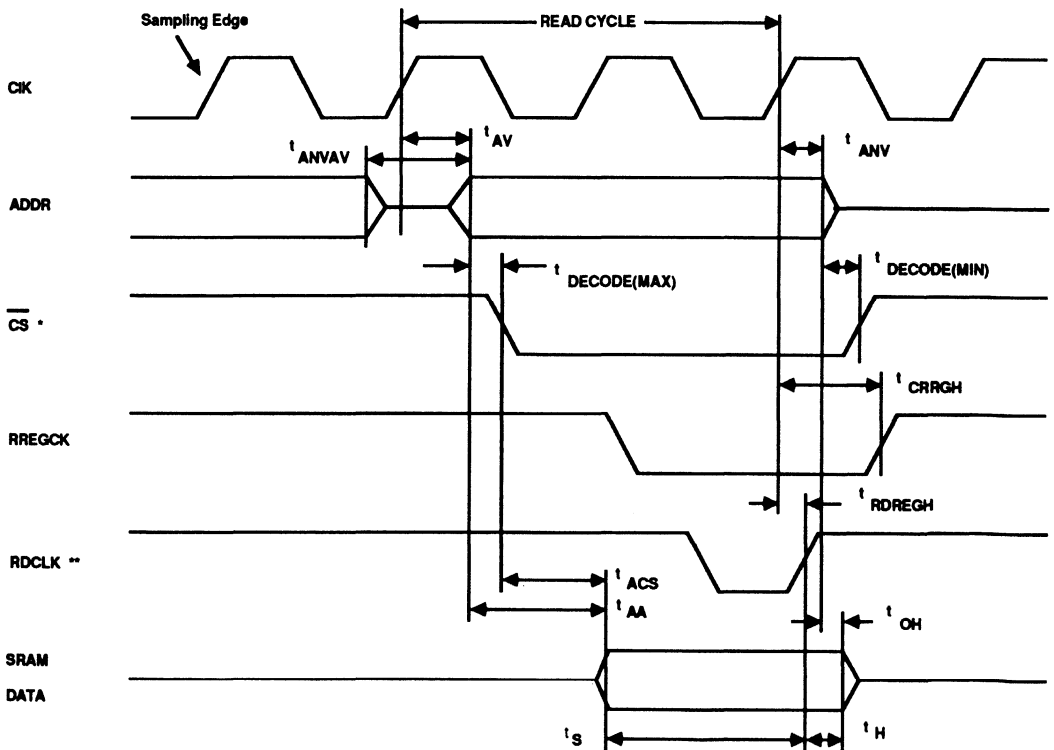 Sampling Edge
READ CYCLE
CIK
t AV
t ANVAV
t ANV
ADDR
t DECODE(MAX)
t DECODE(MIN)
CS *
t CRRGH
RREGCK
t RDREGH
RDCLK **
t ACS
t AA
t OH
SRAM
DATA
t S
t H